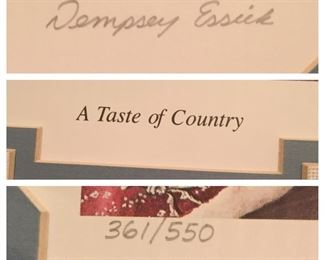 Dempsey Essick
A Taste of Country
361/550